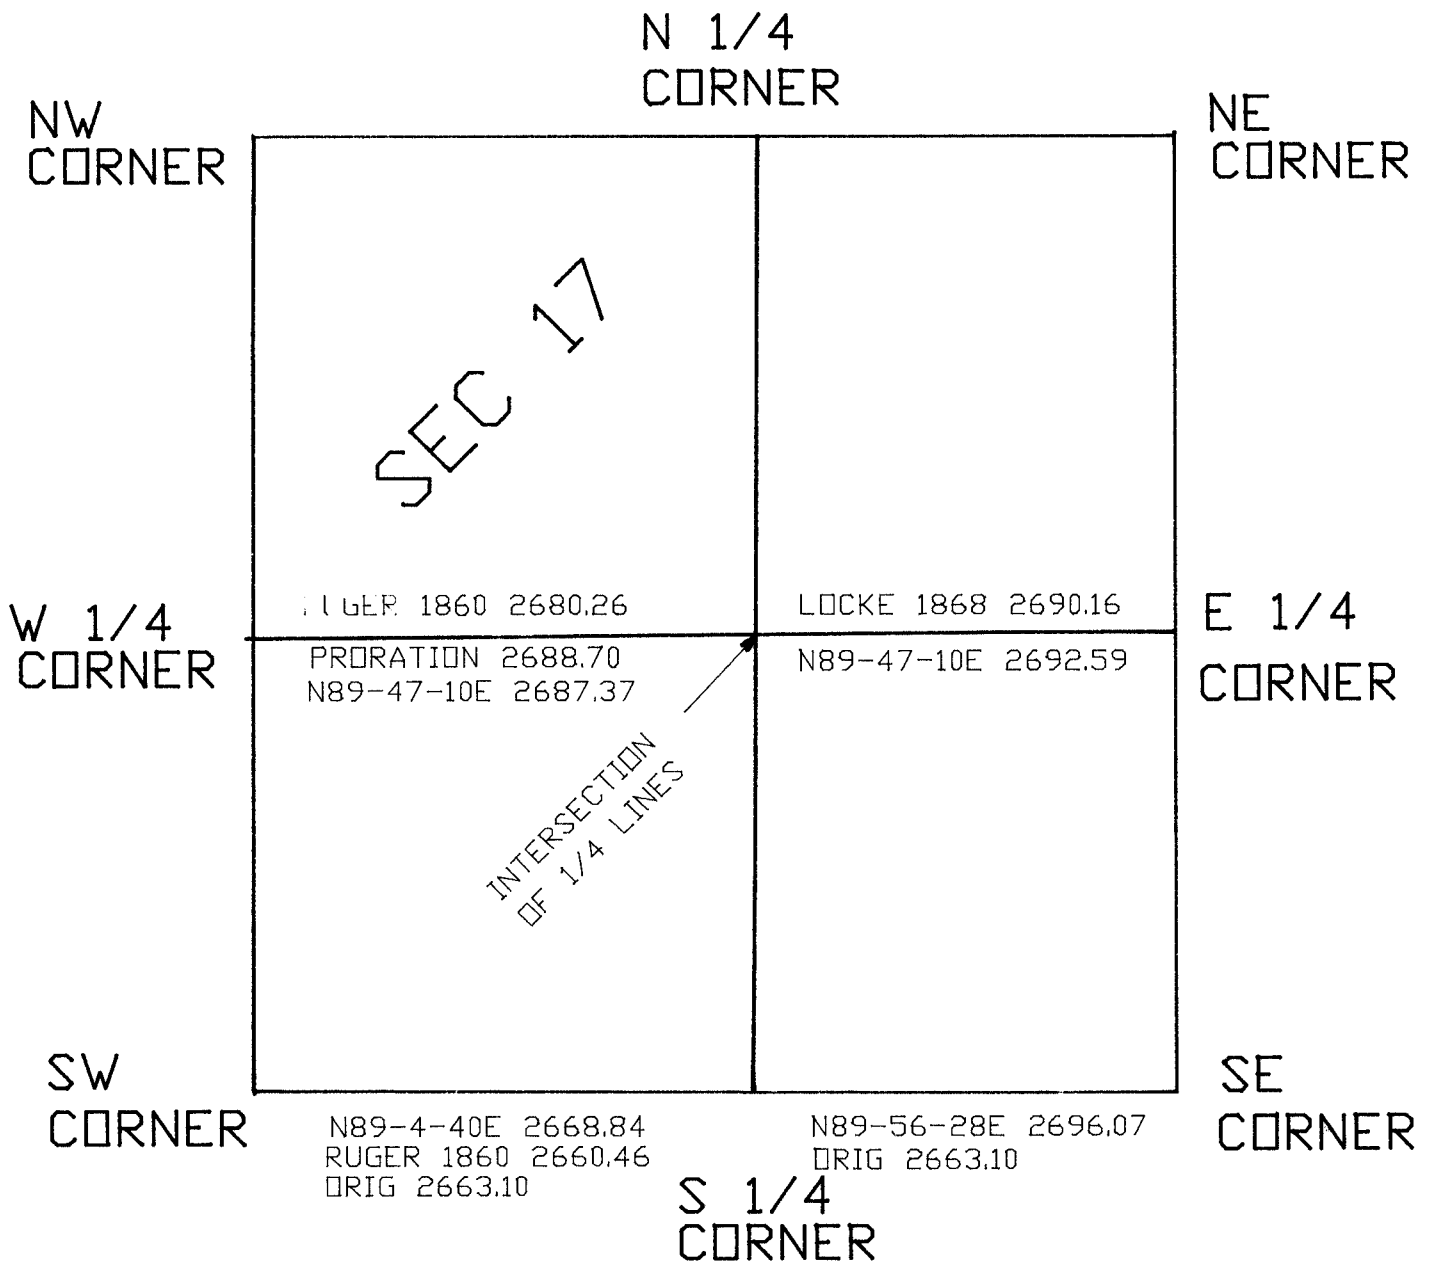 N 1/4
CORNER
NW
CORNER
NE
CORNER
SEC 17
1860 2680.26
LOCKE 1868 2690.16
W 1/4
CORNER
E 1/4
CORNER
PRORATION 2688.70
N89-47-10E 2687.37
N89-47-10E 2692.59
INTERSECTION
OF 1/4 LINES
SW
CORNER
SE
CORNER
N89-4-40E 2668.84
RUGER 1860 2660.46
ORIG 2663.10
N89-56-28E 2696.07
ORIG 2663.10
S 1/4
CORNER